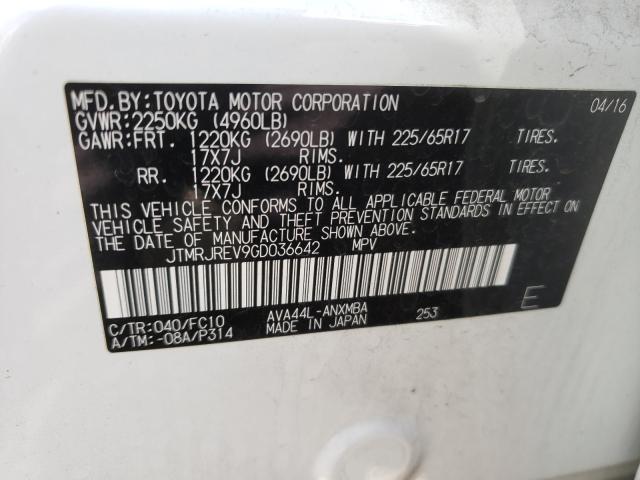 MFD.BY:TOYOTA MOTOR CORPORATION 04/16
GVWR:2250KG (4960LB)
GAWR:FRT. 1220KG (2690LB) WITH 225/65R17 TIRES.
17X7J RIMS.
RR. 1220KG (2690LB) WITH 225/65R17 TIRES.
17X7J RIMS.
THIS VEHICLE CONFORMS TO ALL APPLICABLE FEDERAL MOTOR
VEHICLE SAFETY AND THEFT PREVENTION STANDARDS IN EFFECT ON
THE DATE OF MANUFACTURE SHOWN ABOVE.
JTMRJREV9GD036642 MPV
C/TR:040/FC10 AVA44L-ANXMBA 253 E
A/TM:-08A/P314 MADE IN JAPAN